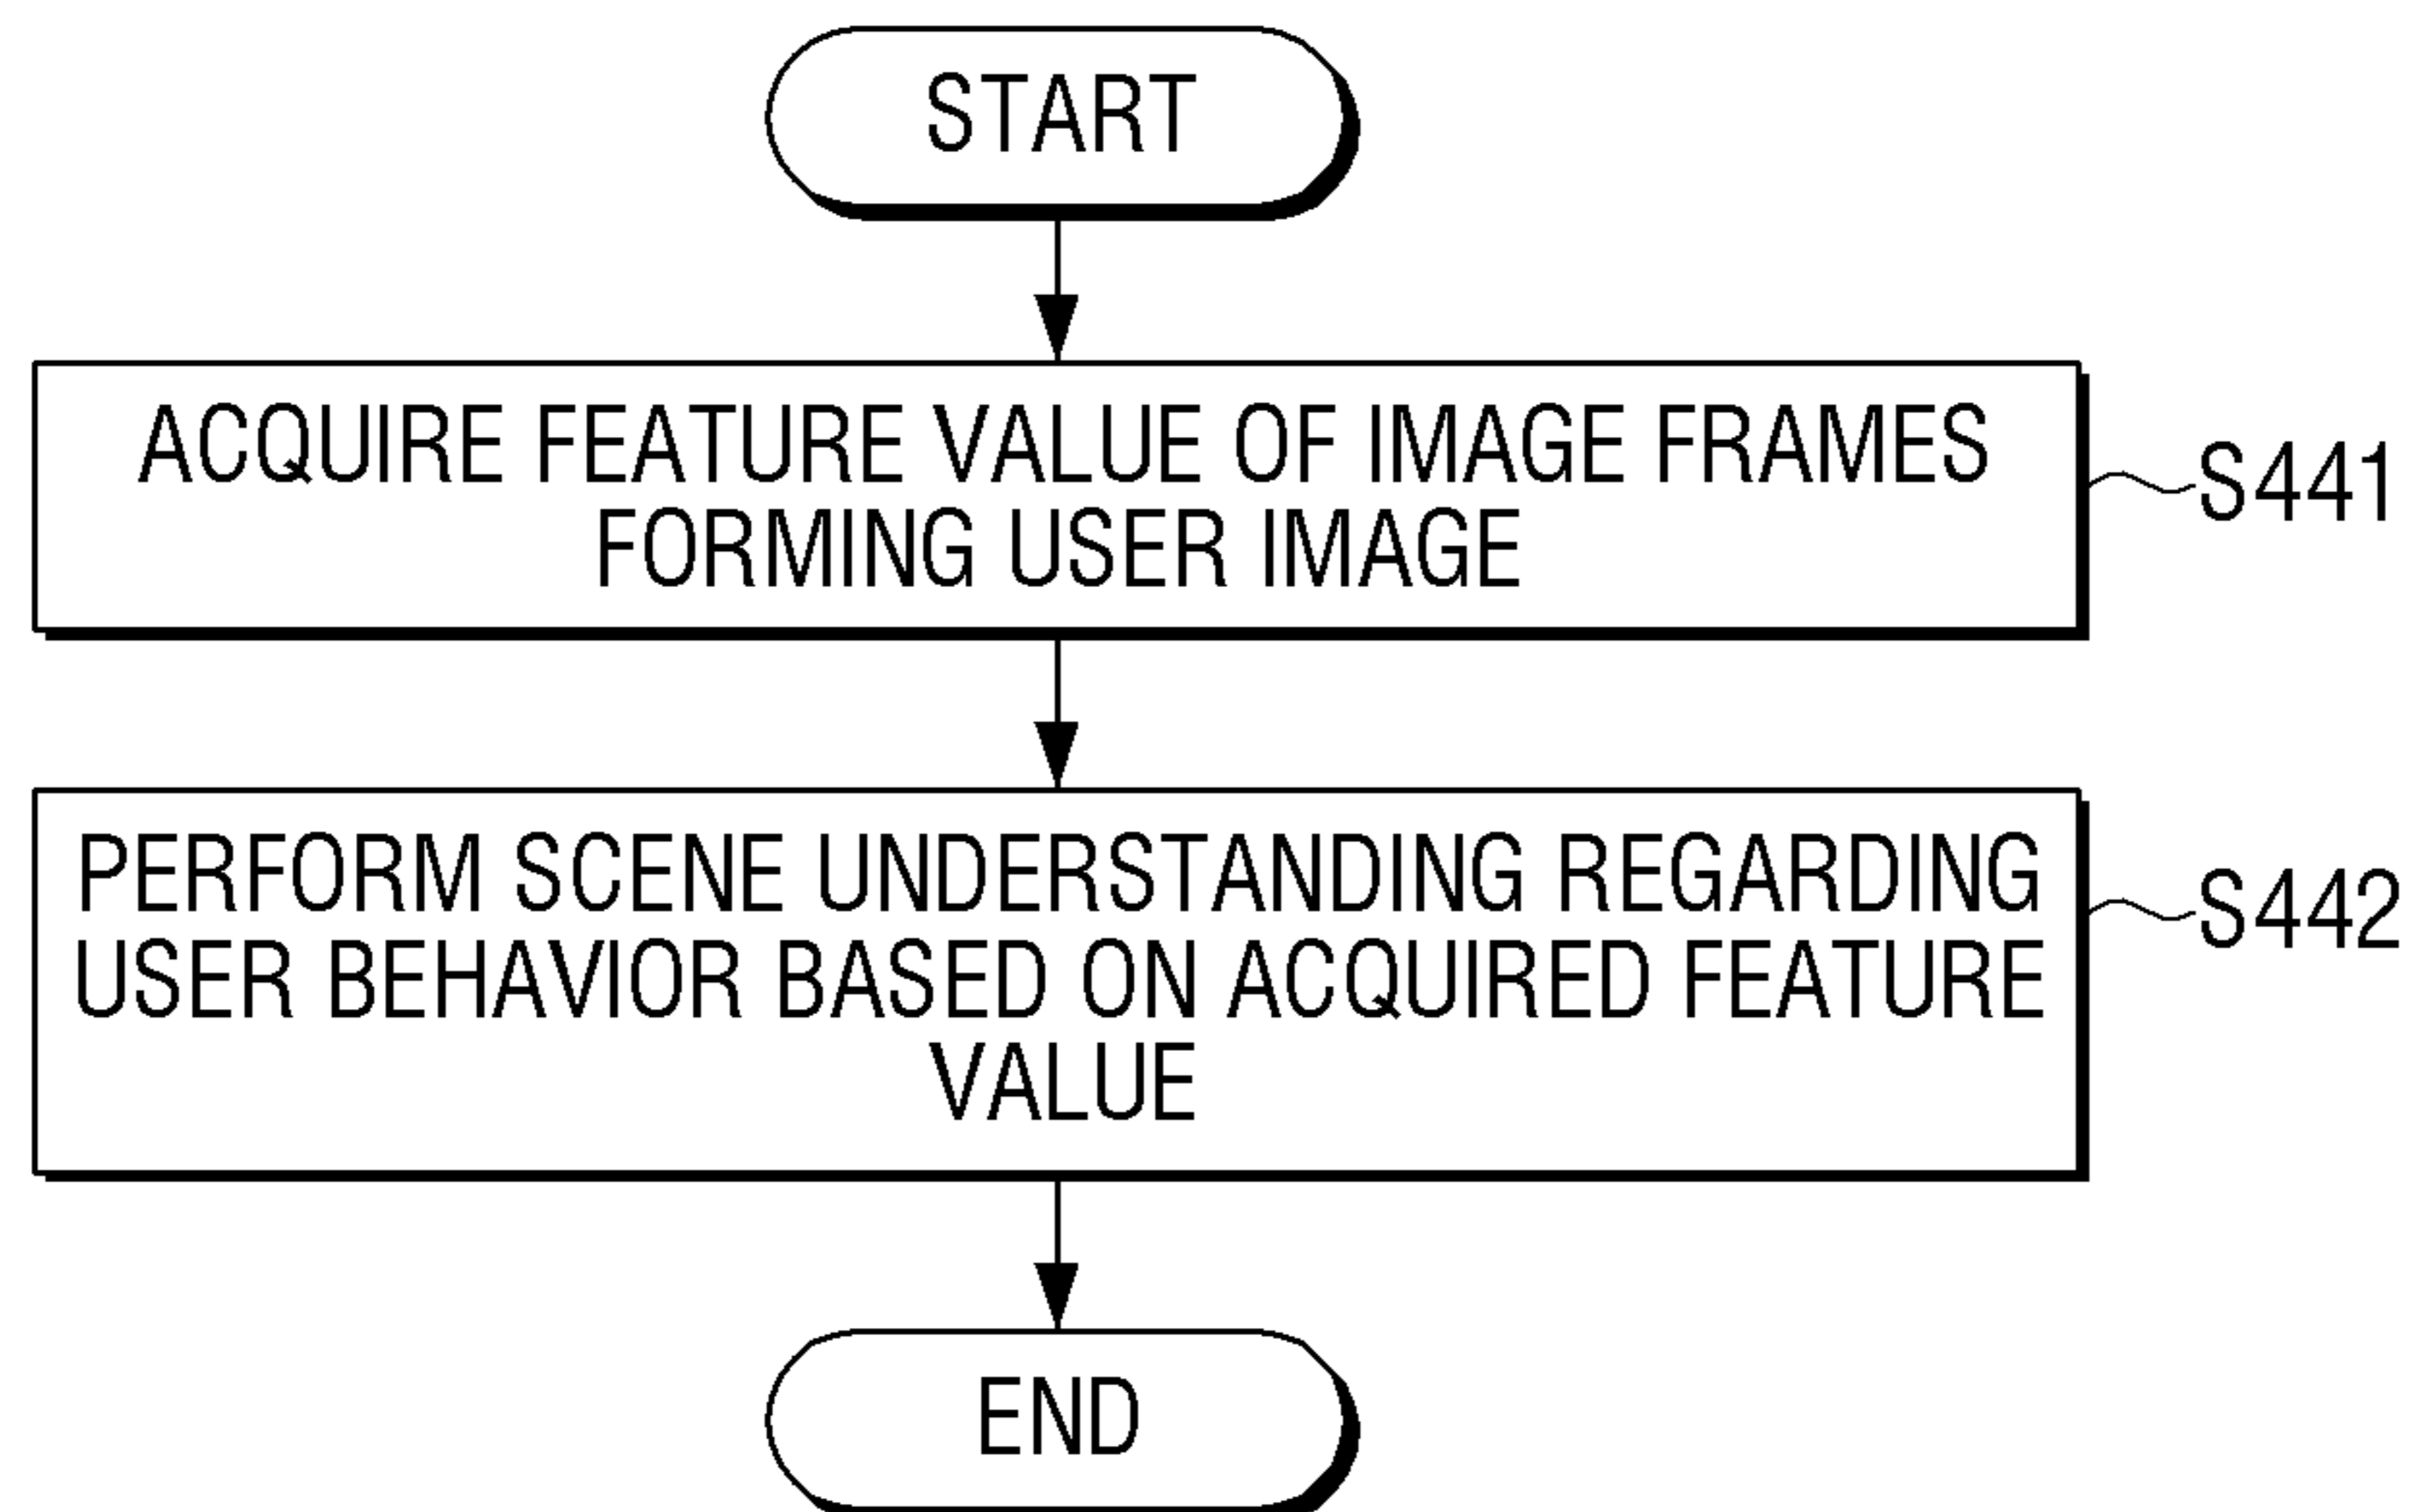 START
ACQUIRE FEATURE VALUE OF IMAGE FRAMES
FORMING USER IMAGE
S441
PERFORM SCENE UNDERSTANDING REGARDING
USER BEHAVIOR BASED ON ACQUIRED FEATURE
VALUE
S442
END